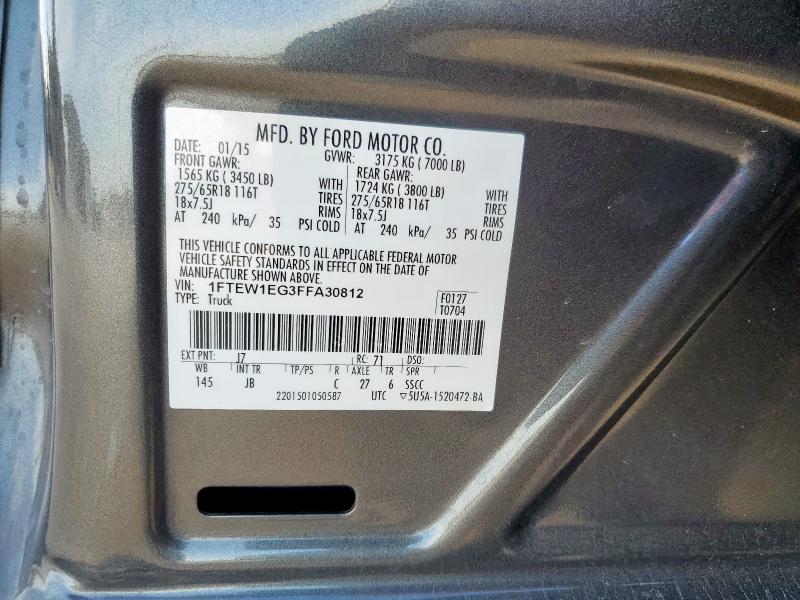 MFD. BY FORD MOTOR CO.
DATE: 01/15 GVWR: 3175 KG ( 7000 LB)
FRONT GAWR: REAR GAWR:
1565 KG ( 3450 LB) WITH 1724 KG ( 3800 LB) WITH
275/65R18 116T TIRES 275/65R18 116T TIRES
18x7.5J RIMS 18x7.5J RIMS
AT 240 kPa/ 35 PSI COLD AT 240 kPa/ 35 PSI COLD
THIS VEHICLE CONFORMS TO ALL APPLICABLE FEDERAL MOTOR
VEHICLE SAFETY STANDARDS IN EFFECT ON THE DATE OF
MANUFACTURE SHOWN ABOVE.
VIN: 1FTEW1EG3FFA30812 F0127
TYPE: Truck T0704
EXT PNT: J7 RC: 71 DSO:
WB INT TR TP/PS R AXLE TR SPR
145 JB C 27 6 SSCC
2201501050587 UTC ▽5U5A-1520472-BA